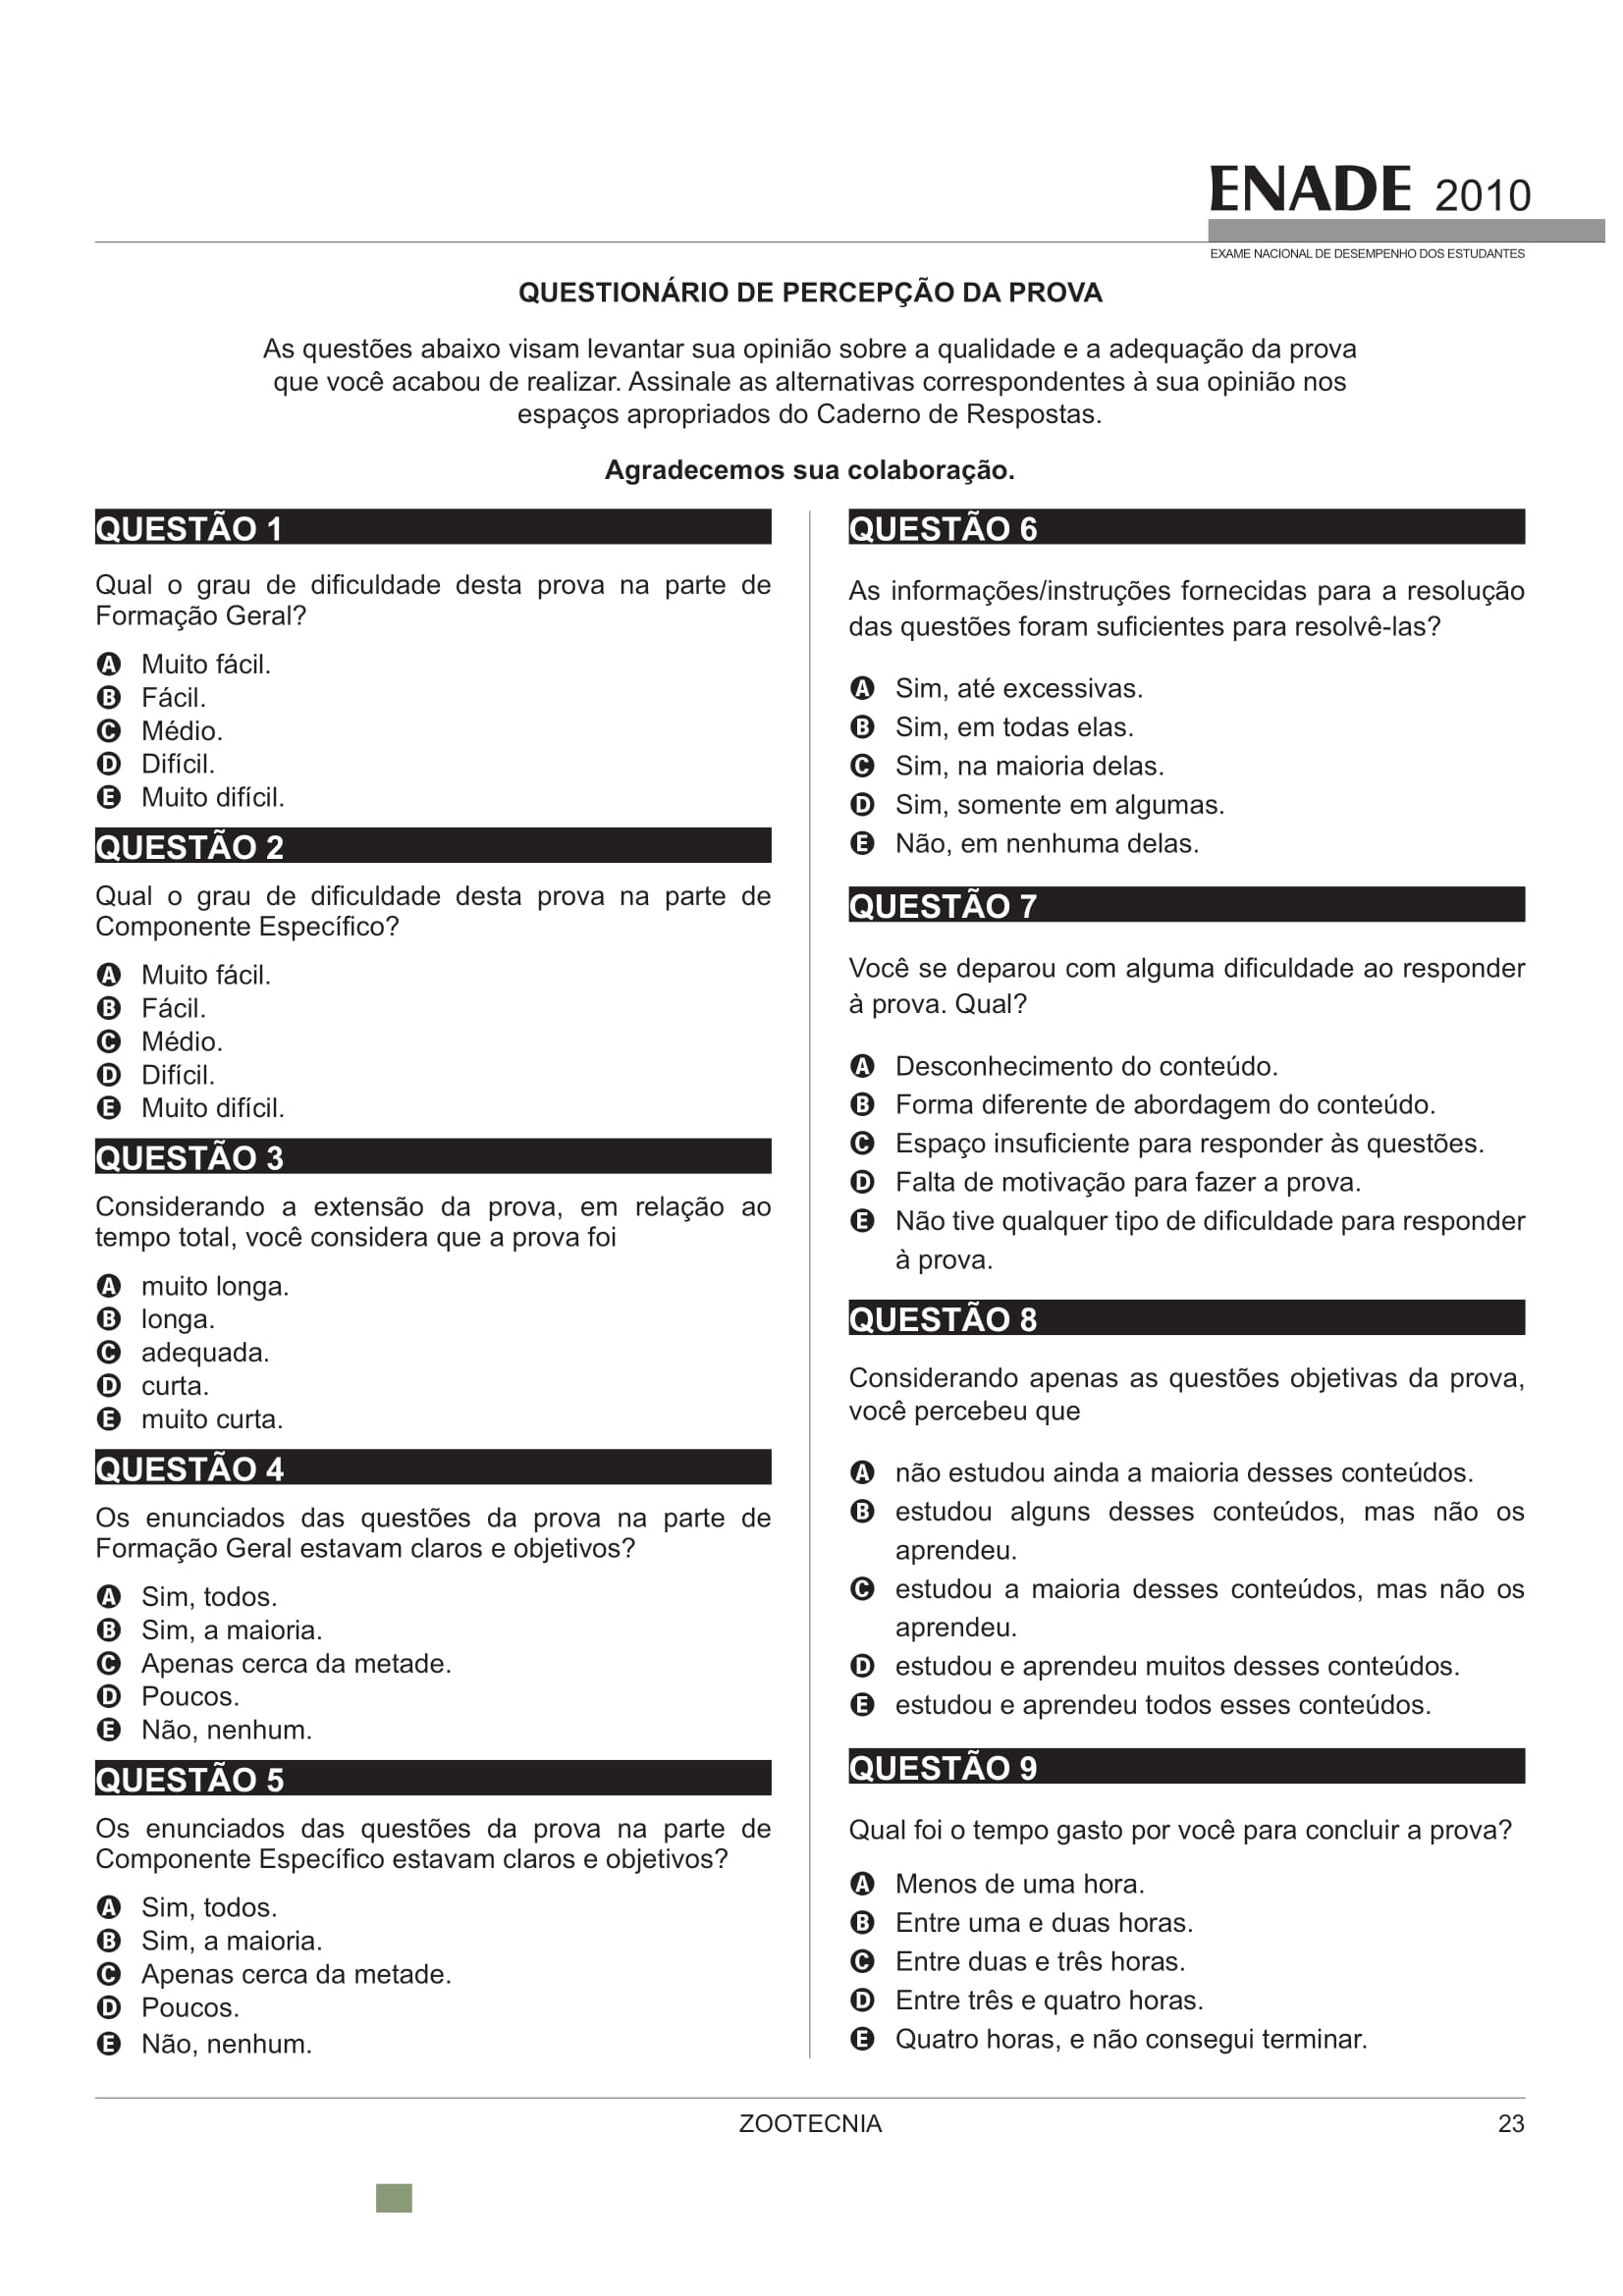 ENADE 2010
EXAME NACIONAL DE DESEMPENHO DOS ESTUDANTES
QUESTIONÁRIO DE PERCEPÇÃO DA PROVA
As questões abaixo visam levantar sua opinião sobre a qualidade e a adequação da prova
que você acabou de realizar. Assinale as alternativas correspondentes à sua opinião nos
espaços apropriados do Caderno de Respostas.
Agradecemos sua colaboração.
QUESTÃO 1
Qual o grau de dificuldade desta prova na parte de
Formação Geral?
A Muito fácil.
B Fácil.
C Médio.
D Difícil.
E Muito difícil.
QUESTÃO 2
Qual o grau de dificuldade desta prova na parte de
Componente Específico?
A Muito fácil.
B Fácil.
C Médio.
D Difícil.
E Muito difícil.
QUESTÃO 3
Considerando a extensão da prova, em relação ao
tempo total, você considera que a prova foi
A muito longa.
B longa.
C adequada.
D curta.
E muito curta.
QUESTÃO 4
Os enunciados das questões da prova na parte de
Formação Geral estavam claros e objetivos?
A Sim, todos.
B Sim, a maioria.
C Apenas cerca da metade.
D Poucos.
E Não, nenhum.
QUESTÃO 5
Os enunciados das questões da prova na parte de
Componente Específico estavam claros e objetivos?
A Sim, todos.
B Sim, a maioria.
C Apenas cerca da metade.
D Poucos.
E Não, nenhum.
QUESTÃO 6
As informações/instruções fornecidas para a resolução
das questões foram suficientes para resolvê-las?
A Sim, até excessivas.
B Sim, em todas elas.
C Sim, na maioria delas.
D Sim, somente em algumas.
E Não, em nenhuma delas.
QUESTÃO 7
Você se deparou com alguma dificuldade ao responder
à prova. Qual?
A Desconhecimento do conteúdo.
B Forma diferente de abordagem do conteúdo.
C Espaço insuficiente para responder às questões.
D Falta de motivação para fazer a prova.
E Não tive qualquer tipo de dificuldade para responder
à prova.
QUESTÃO 8
Considerando apenas as questões objetivas da prova,
você percebeu que
A não estudou ainda a maioria desses conteúdos.
B estudou alguns desses conteúdos, mas não os
aprendeu.
C estudou a maioria desses conteúdos, mas não os
aprendeu.
D estudou e aprendeu muitos desses conteúdos.
E estudou e aprendeu todos esses conteúdos.
QUESTÃO 9
Qual foi o tempo gasto por você para concluir a prova?
A Menos de uma hora.
B Entre uma e duas horas.
C Entre duas e três horas.
D Entre três e quatro horas.
E Quatro horas, e não consegui terminar.
ZOOTECNIA
23